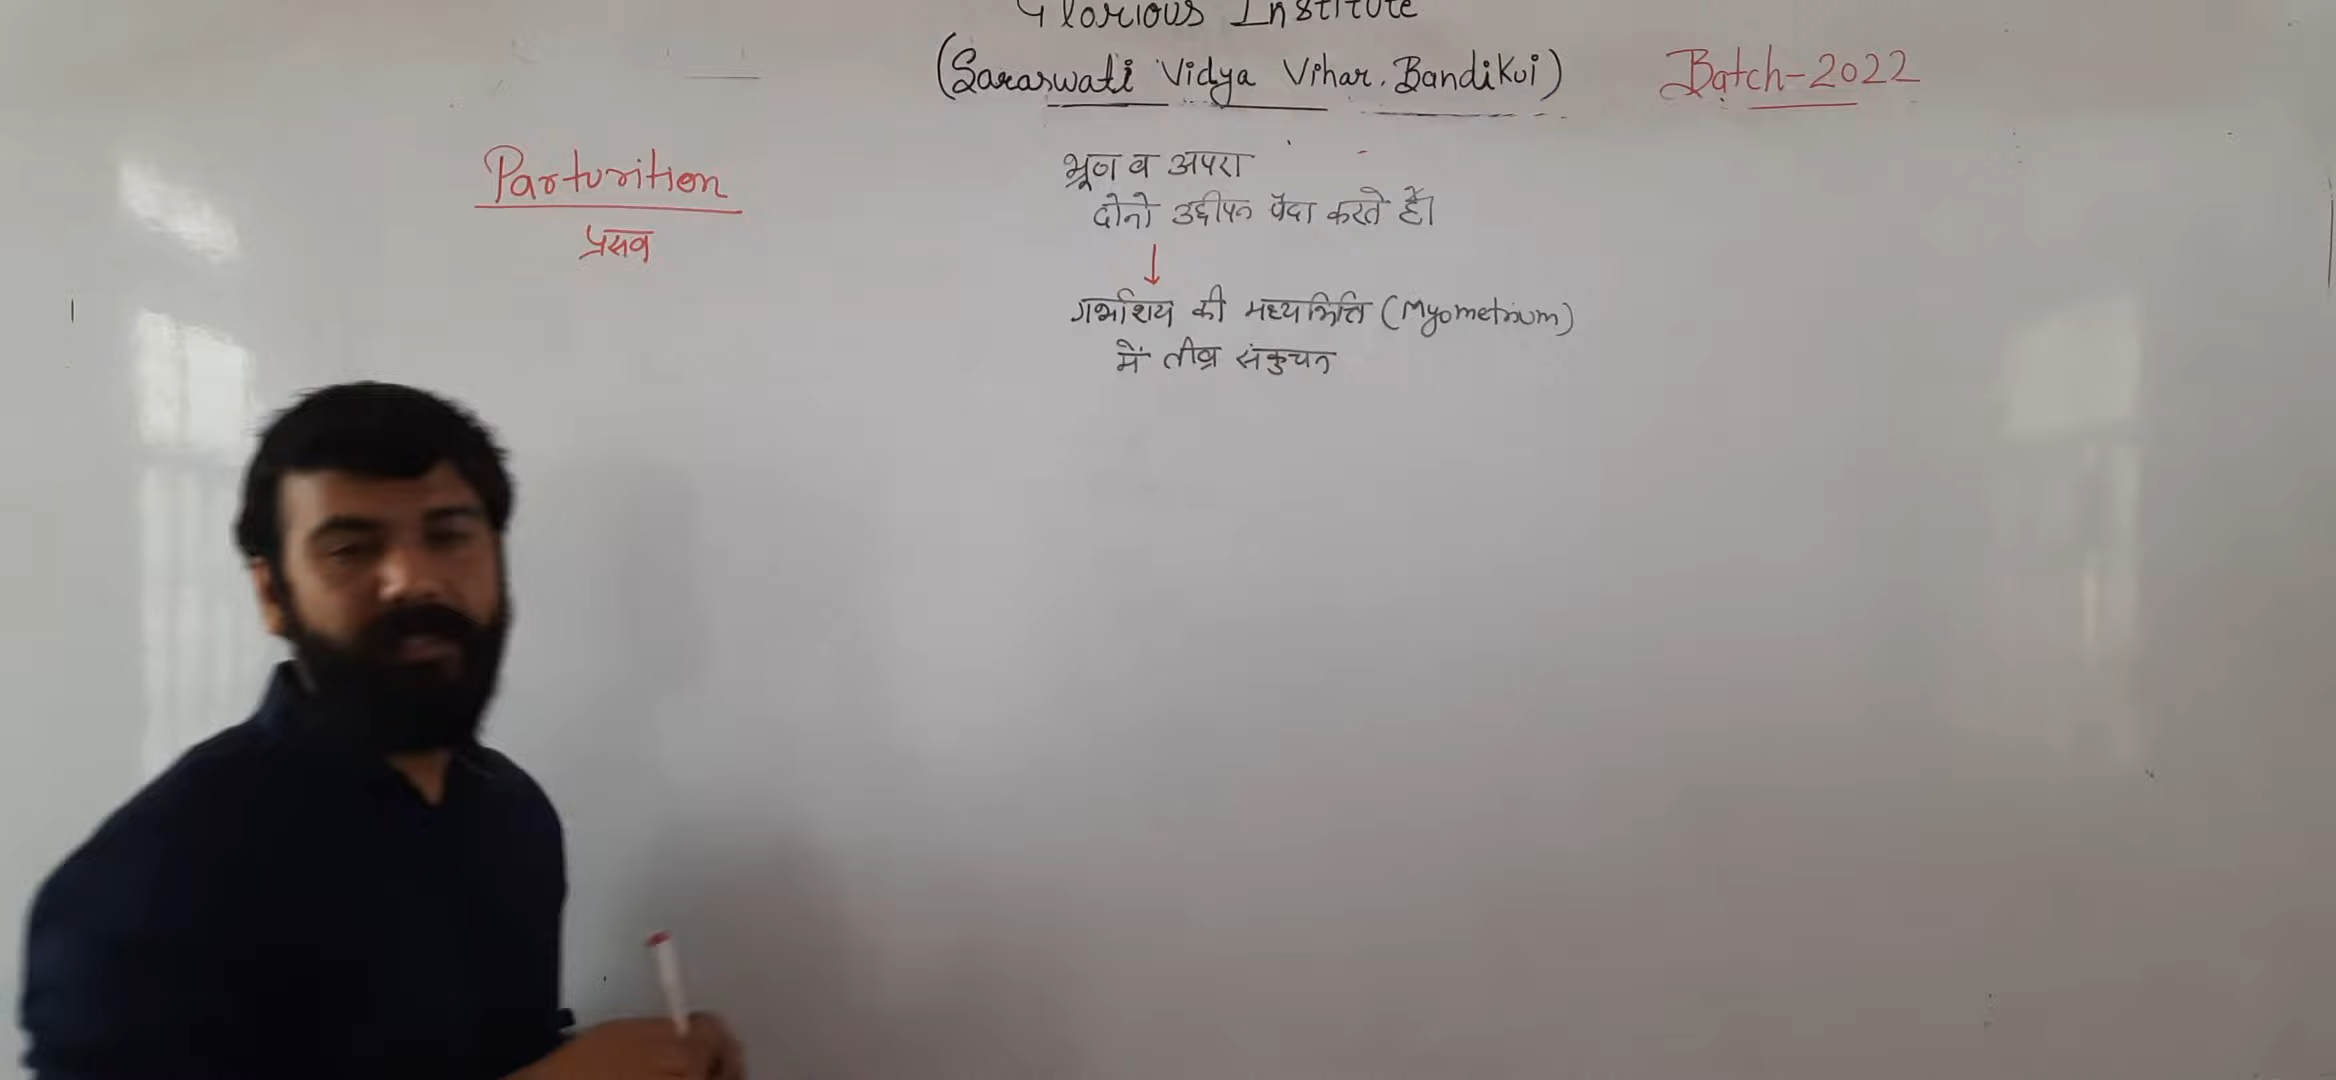 Glorious Institute
(Saraswati Vidya Vihar. Bandikui)
Batch-2022
Parturition
प्रसव
भ्रूण व अपरा
दोनो उद्दीपन पैदा करते हैं।
गर्भाशय की मध्यभित्ति (Myometrium)
में तीव्र संकुचन